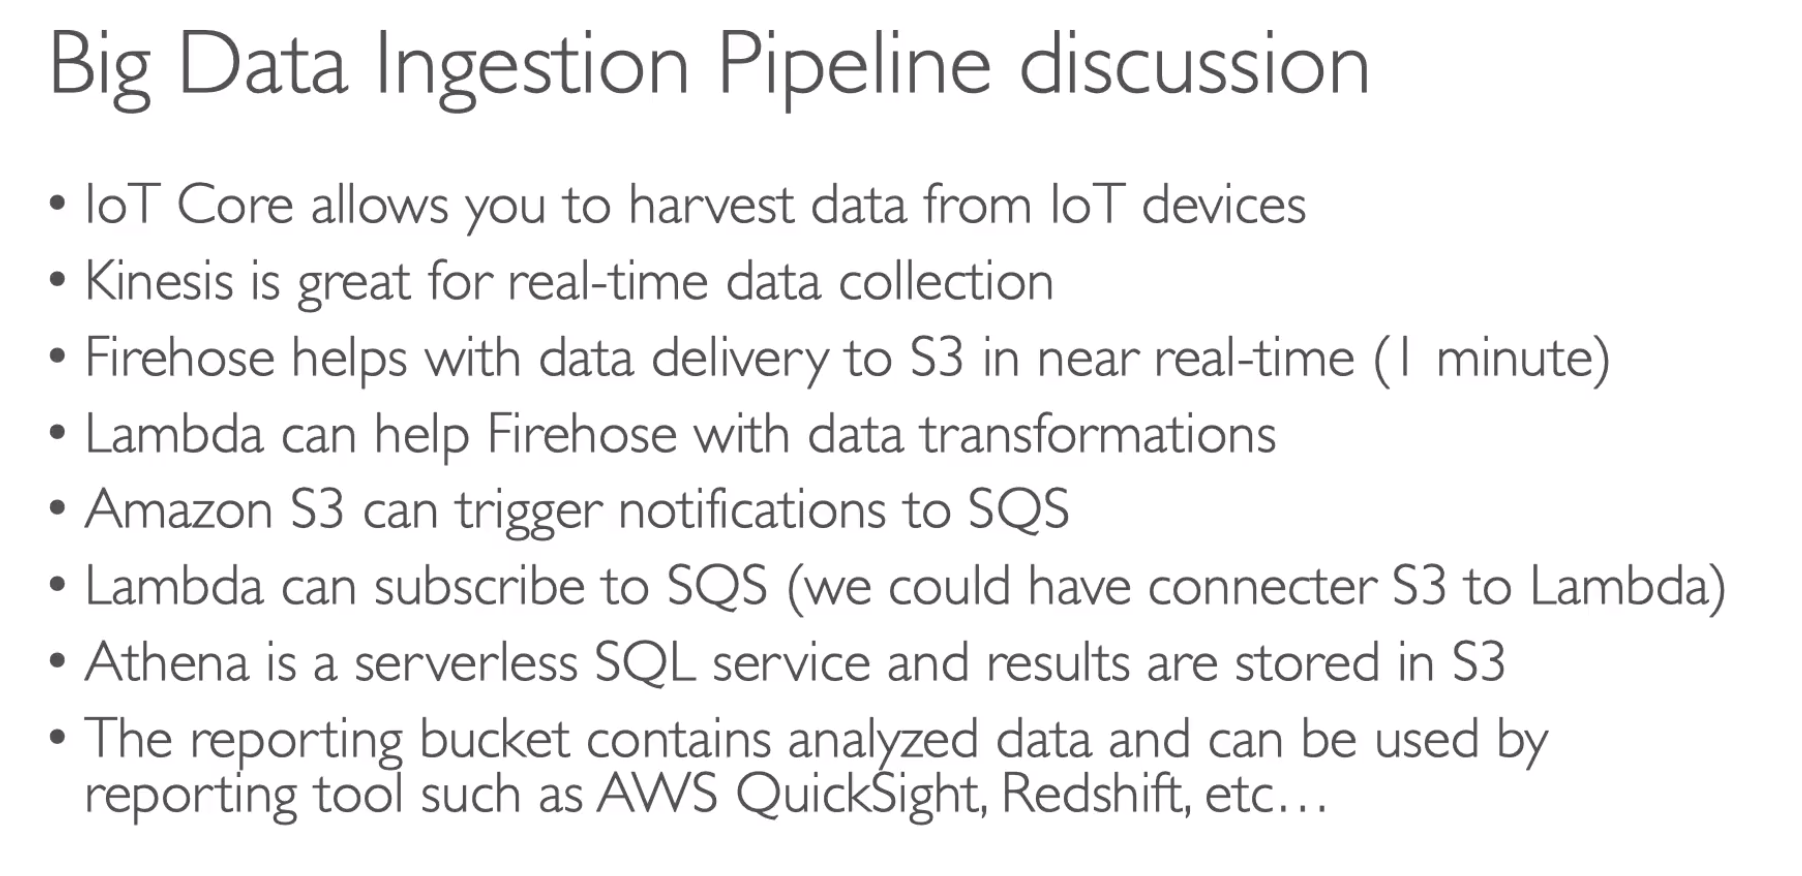 Big Data Ingestion Pipeline discussion
• IoT Core allows you to harvest data from IoT devices
• Kinesis is great for real-time data collection
• Firehose helps with data delivery to S3 in near real-time (1 minute)
• Lambda can help Firehose with data transformations
• Amazon S3 can trigger notifications to SQS
• Lambda can subscribe to SQS (we could have connecter S3 to Lambda)
• Athena is a serverless SQL service and results are stored in S3
• The reporting bucket contains analyzed data and can be used by
reporting tool such as AWS QuickSight, Redshift, etc…